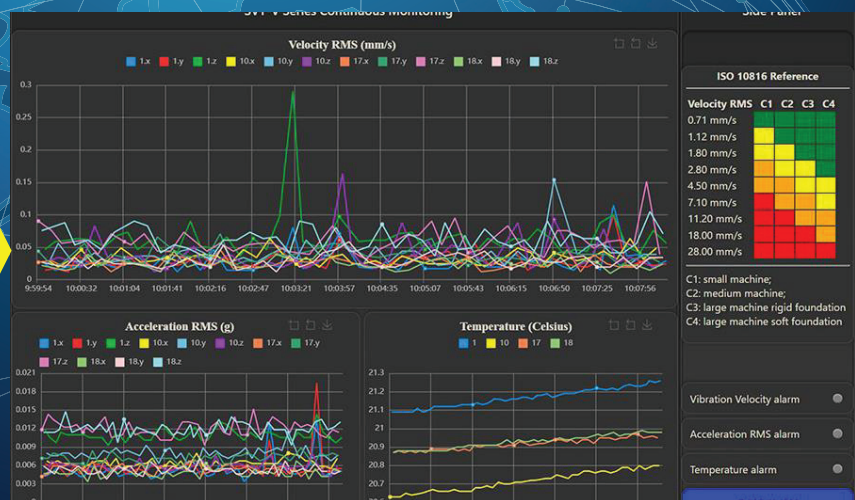 SVT-V Series Continuous Monitoring
Side Panel
Velocity RMS (mm/s)
1.x 1.y 1.z 10.x 10.y 10.z 17.x 17.y 17.z 18.x 18.y 18.z
0.3
0.25
0.2
0.15
0.1
0.05
0
9:59:54 10:00:32 10:01:04 10:01:41 10:02:16 10:02:47 10:03:21 10:03:57 10:04:35 10:05:07 10:05:43 10:06:15 10:06:50 10:07:25 10:07:56
ISO 10816 Reference
Velocity RMS C1 C2 C3 C4
0.71 mm/s
1.12 mm/s
1.80 mm/s
2.80 mm/s
4.50 mm/s
7.10 mm/s
11.20 mm/s
18.00 mm/s
28.00 mm/s
C1: small machine;
C2: medium machine;
C3: large machine rigid foundation
C4: large machine soft foundation
Acceleration RMS (g)
1.x 1.y 1.z 10.x 10.y 10.z 17.x 17.y
17.z 18.x 18.y 18.z
0.021
0.018
0.015
0.012
0.009
0.006
0.003
Temperature (Celsius)
1 10 17 18
21.3
21.2
21.1
21
20.9
20.8
20.7
20.6
Vibration Velocity alarm
Acceleration RMS alarm
Temperature alarm